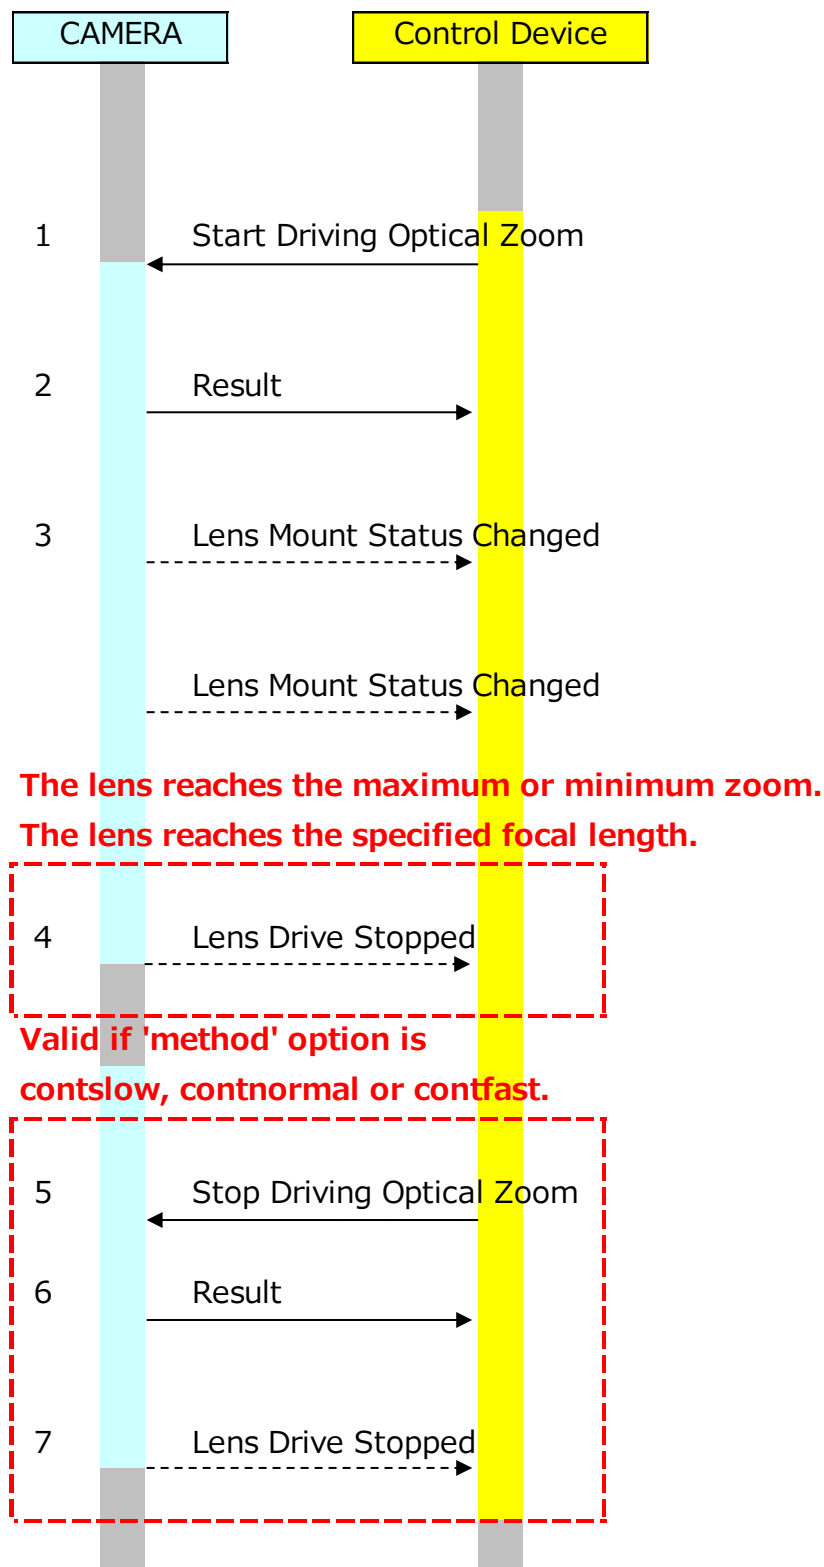 CAMERA Control Device
1 Start Driving Optical Zoom
2 Result
3 Lens Mount Status Changed
Lens Mount Status Changed
The lens reaches the maximum or minimum zoom.
The lens reaches the specified focal length.
4 Lens Drive Stopped
Valid if 'method' option is
contslow, contnormal or contfast.
5 Stop Driving Optical Zoom
6 Result
7 Lens Drive Stopped